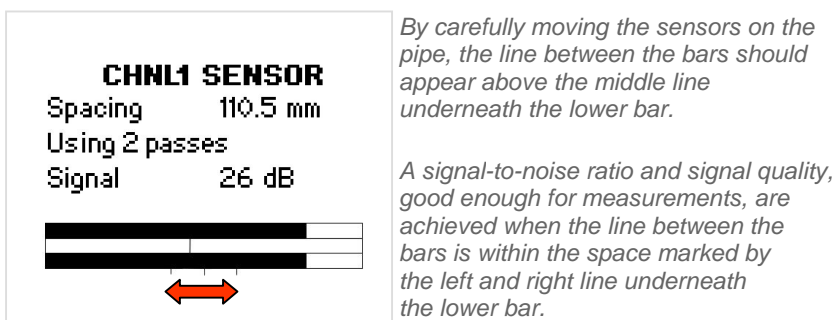 CHNL1 SENSOR
Spacing 110.5 mm
Using 2 passes
Signal 26 dB
By carefully moving the sensors on the
pipe, the line between the bars should
appear above the middle line
underneath the lower bar.
A signal-to-noise ratio and signal quality,
good enough for measurements, are
achieved when the line between the
bars is within the space marked by
the left and right line underneath
the lower bar.